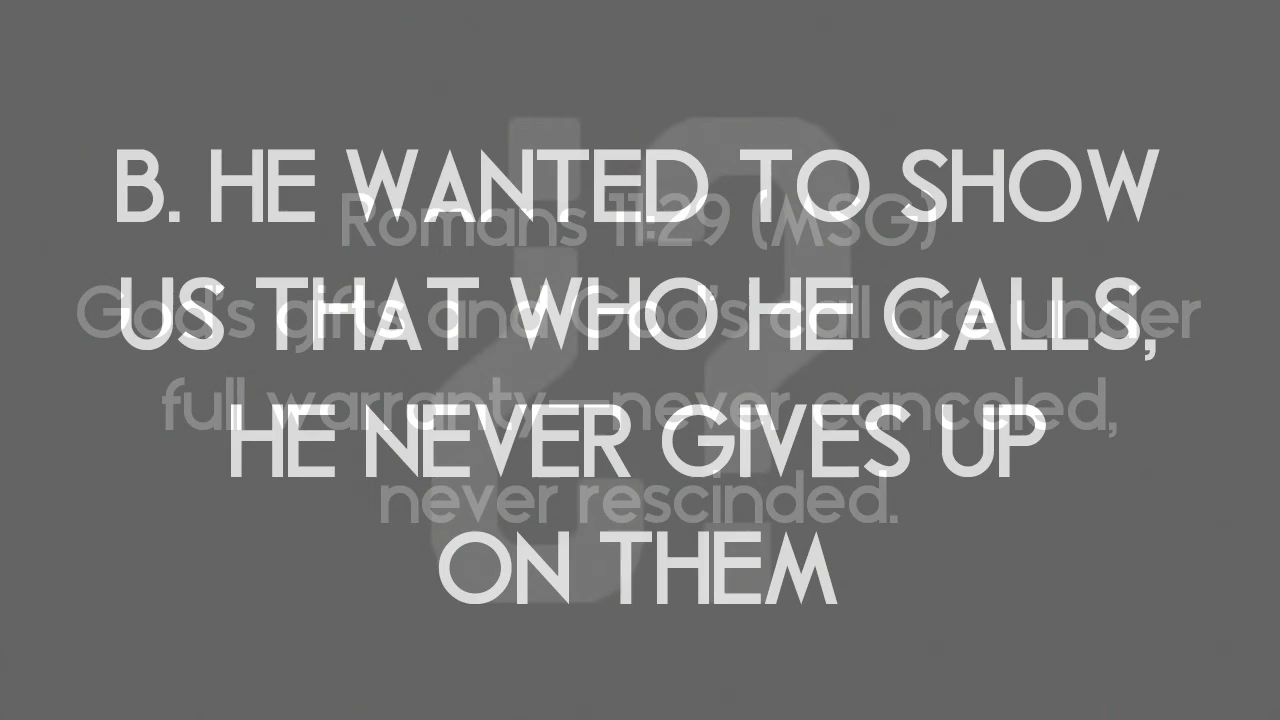 B. HE WANTED TO SHOW
US THAT WHO HE CALLS,
HE NEVER GIVES UP
ON THEM
Romans 11:29 (MSG)
God's gifts and God's call are under
full warranty—never canceled,
never rescinded.
¿?